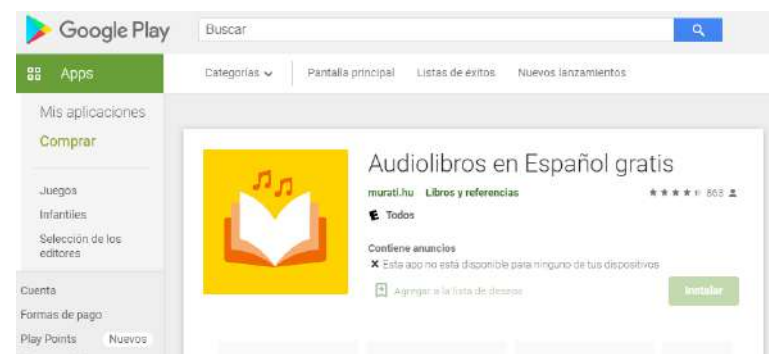 Google Play
Buscar
Apps
Categorías
Pantalla principal
Listas de éxitos
Nuevos lanzamientos
Mis aplicaciones
Comprar
Juegos
Infantiles
Selección de los
editores
Cuenta
Formas de pago
Play Points Nuevos
Audiolibros en Español gratis
murati.hu Libros y referencias
863
E Todos
Contiene anuncios
Esta app no está disponible para ninguno de tus dispositivos
Agregar a la lista de deseos
Instalar